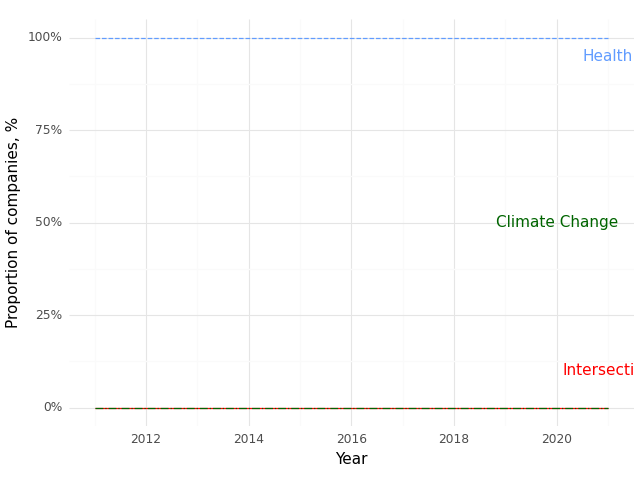 100%
Health
75%
Proportion of companies, %
50%
Climate Change
25%
Intersecti
0%
2012 2014 2016 2018 2020
Year